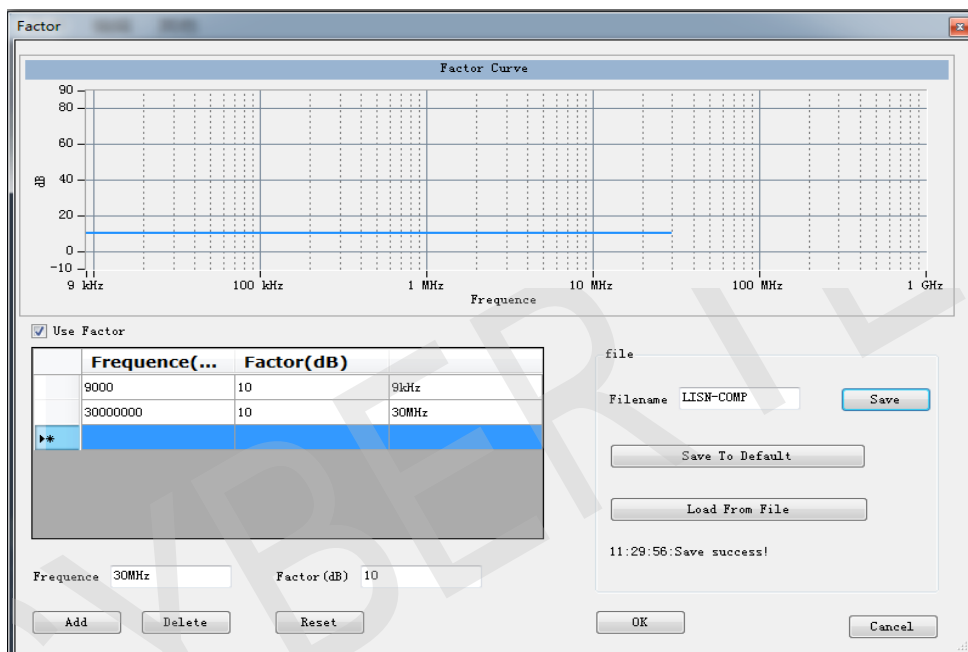 Factor
Factor Curve
90
80
60
40
20
0
-10
dB
9 kHz 100 kHz 1 MHz 10 MHz 100 MHz 1 GHz
Frequence
Use Factor
Frequence(... Factor(dB)
9000 10 9kHz
30000000 10 30MHz
file
Filename LISN-COMP Save
Save To Default
Load From File
11:29:56:Save success!
Frequence 30MHz Factor(dB) 10
Add Delete Reset OK Cancel
YBERTE